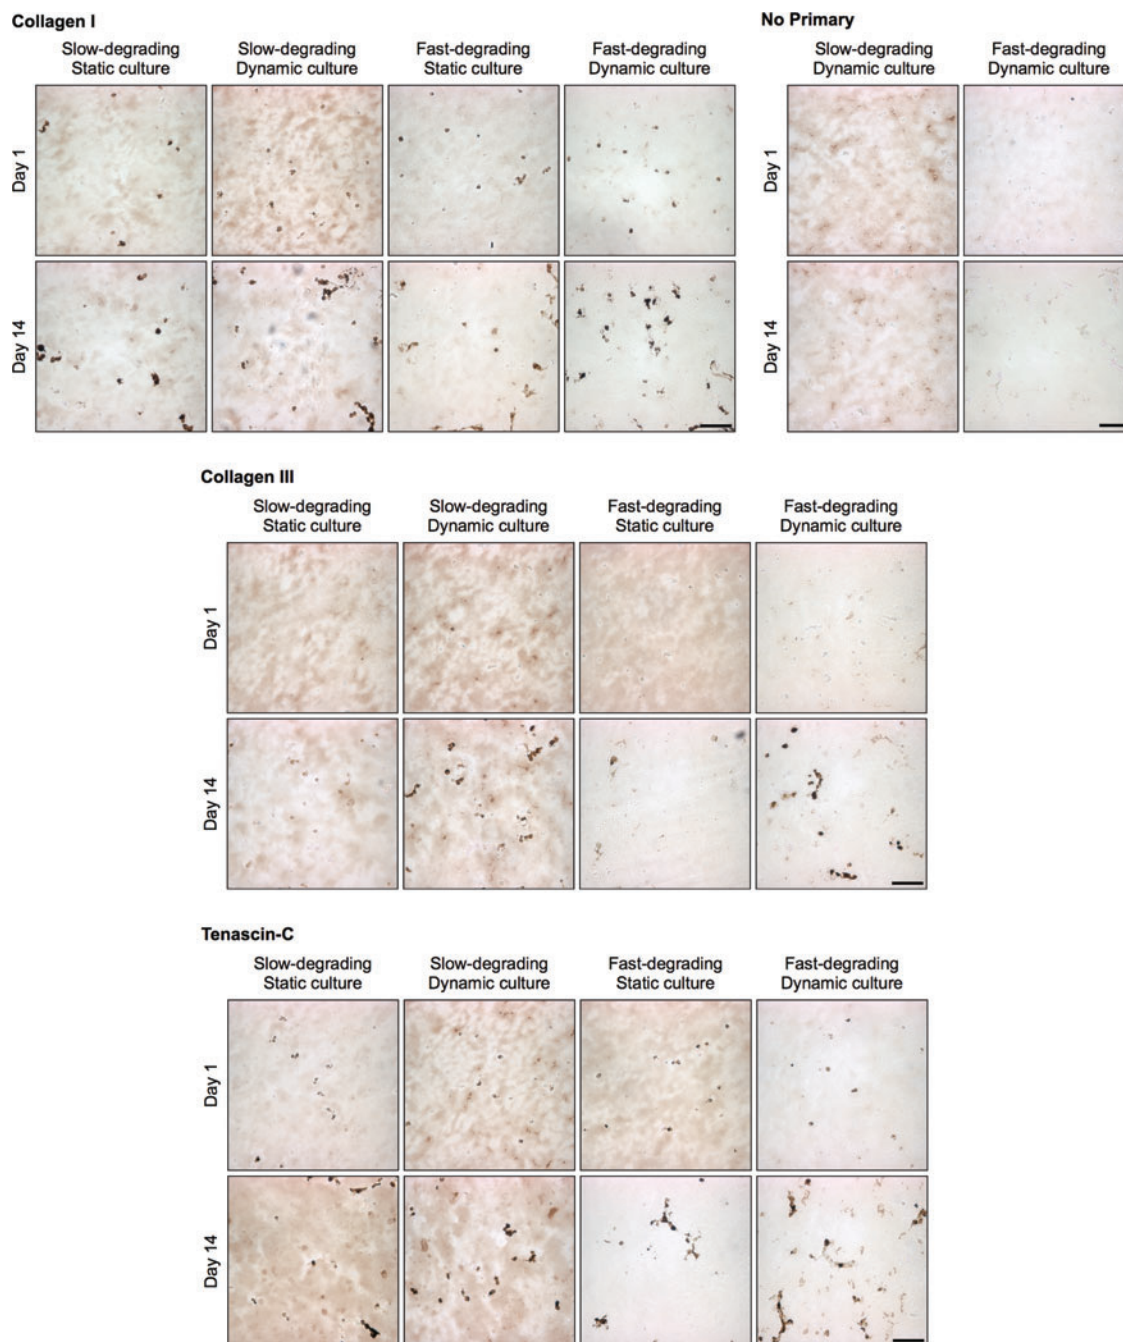 Collagen I
Slow-degrading
Static culture
Slow-degrading
Dynamic culture
Fast-degrading
Static culture
Fast-degrading
Dynamic culture
Day 1
Day 14
No Primary
Slow-degrading
Dynamic culture
Fast-degrading
Dynamic culture
Day 1
Day 14
Collagen III
Slow-degrading
Static culture
Slow-degrading
Dynamic culture
Fast-degrading
Static culture
Fast-degrading
Dynamic culture
Day 1
Day 14
Tenascin-C
Slow-degrading
Static culture
Slow-degrading
Dynamic culture
Fast-degrading
Static culture
Fast-degrading
Dynamic culture
Day 1
Day 14